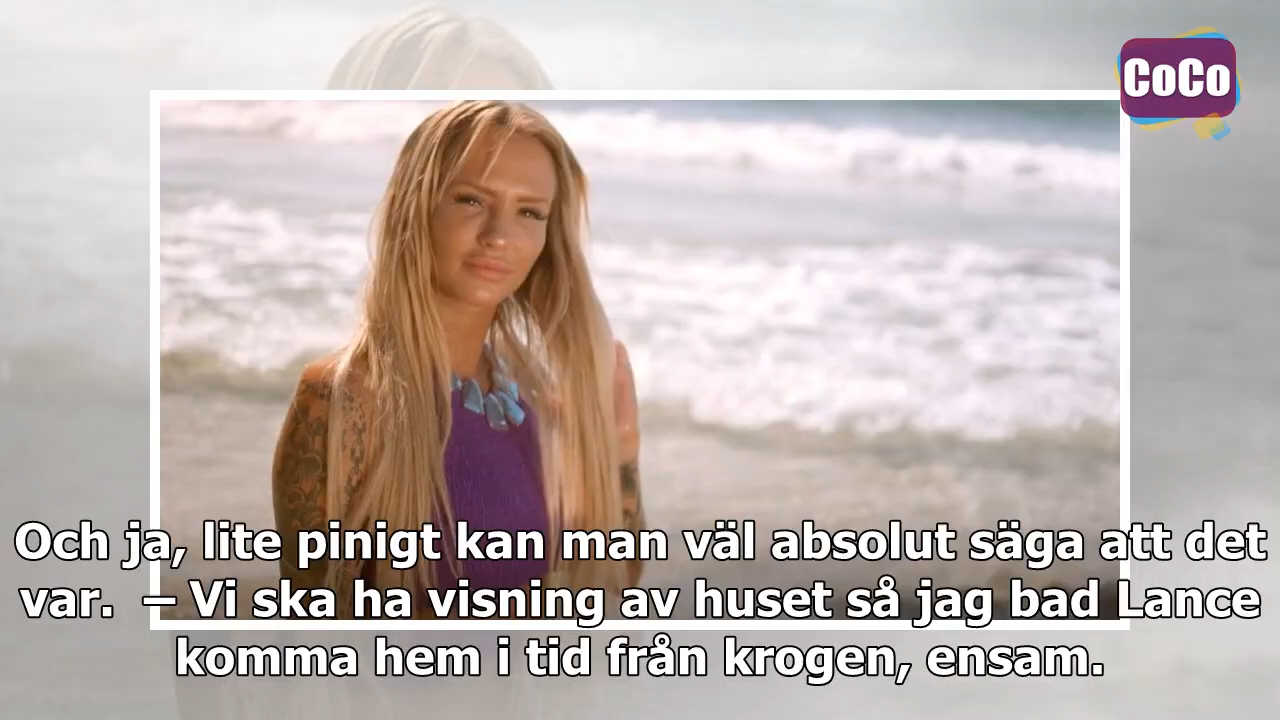 CoCo
Och ja, lite pinigt kan man väl absolut säga att det
var.  – Vi ska ha visning av huset så jag bad Lance
komma hem i tid från krogen, ensam.